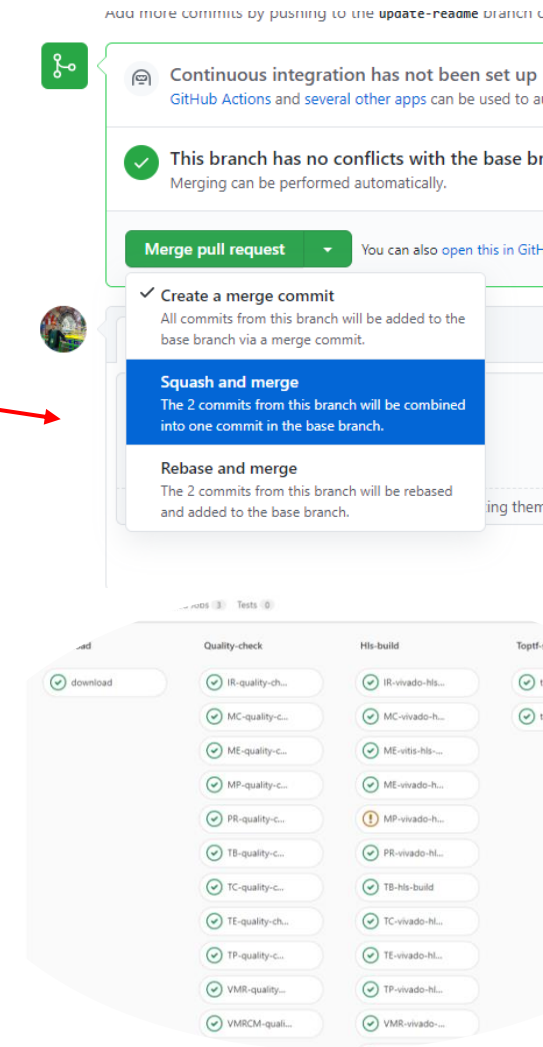 Add more commits by pushing to the update-readme branch
Continuous integration has not been set up
GitHub Actions and several other apps can be used to
This branch has no conflicts with the base
Merging can be performed automatically.
Merge pull request
You can also open this in
Create a merge commit
All commits from this branch will be added to the
base branch via a merge commit.
Squash and merge
The 2 commits from this branch will be combined
into one commit in the base branch.
Rebase and merge
The 2 commits from this branch will be rebased
and added to the base branch.
ing them
3 Tests 0
Quality-check Hls-build Toptf-
download IR-quality-ch... IR-vivado-hls...
MC-quality-c... MC-vivado-h...
ME-quality-c... ME-vitis-hls-...
MP-quality-c... ME-vivado-h...
PR-quality-c... MP-vivado-h...
TB-quality-c... PR-vivado-hl...
TC-quality-c... TB-hls-build
TE-quality-ch... TC-vivado-hl...
TP-quality-c... TE-vivado-hl...
VMR-quality... TP-vivado-hl...
VMRCM-quali... VMR-vivado-...